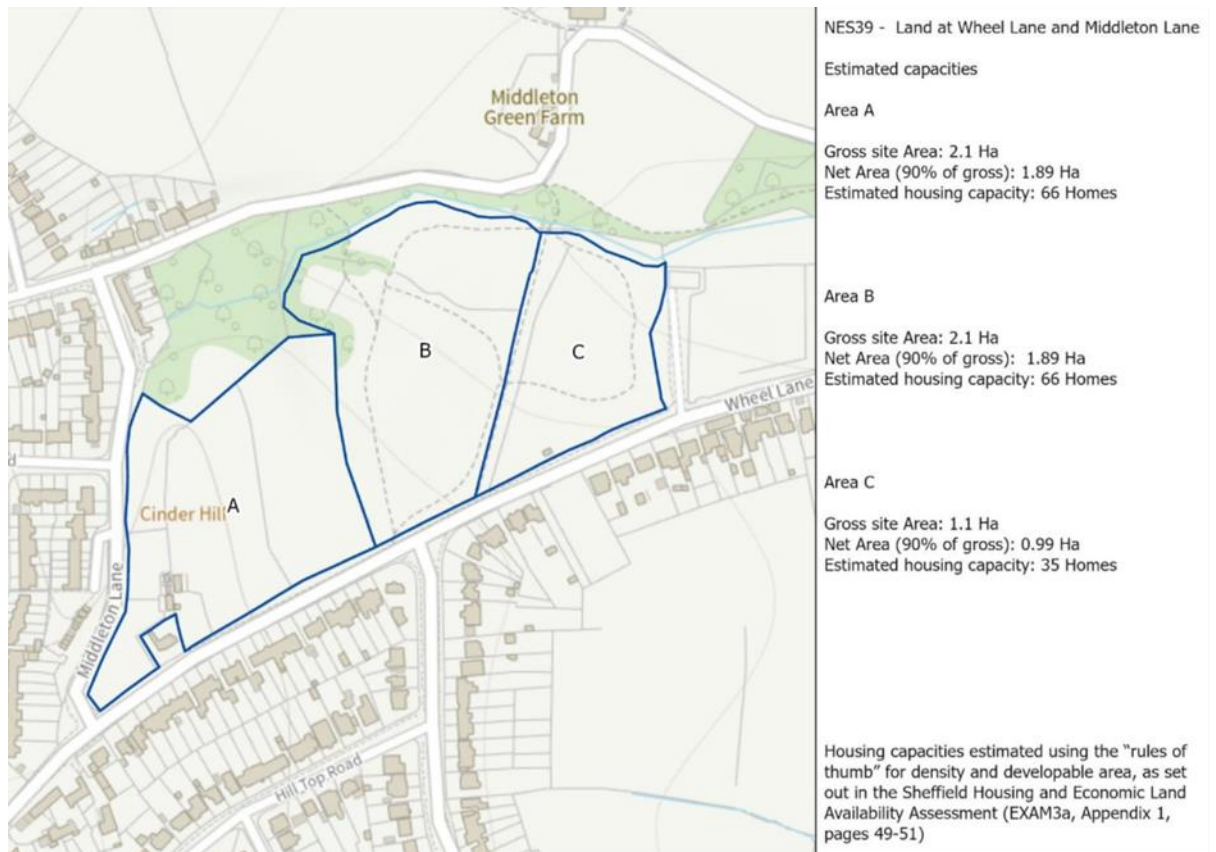 Middleton
Green Farm
B
C
Wheel Lane
A
Cinder Hill
Middleton Lane
d
Hill Top Road
NES39 - Land at Wheel Lane and Middleton Lane
Estimated capacities
Area A
Gross site Area: 2.1 Ha
Net Area (90% of gross): 1.89 Ha
Estimated housing capacity: 66 Homes
Area B
Gross site Area: 2.1 Ha
Net Area (90% of gross): 1.89 Ha
Estimated housing capacity: 66 Homes
Area C
Gross site Area: 1.1 Ha
Net Area (90% of gross): 0.99 Ha
Estimated housing capacity: 35 Homes
Housing capacities estimated using the “rules of
thumb” for density and developable area, as set
out in the Sheffield Housing and Economic Land
Availability Assessment (EXAM3a, Appendix 1,
pages 49-51)